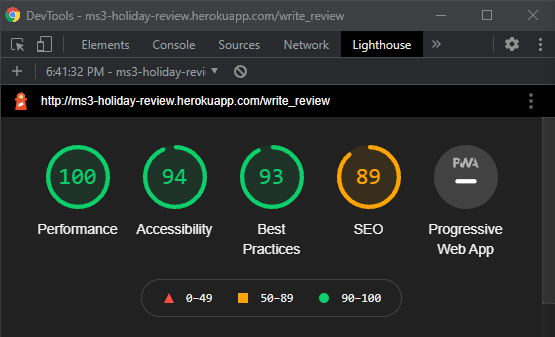 DevTools - ms3-holiday-review.herokuapp.com/write_review
Elements Console Sources Network Lighthouse »
6:41:32 PM - ms3-holiday-revi
http://ms3-holiday-review.herokuapp.com/write_review
100 94 93 89 PWA
Performance Accessibility Best SEO Progressive
Practices Web App
0–49 50–89 90–100